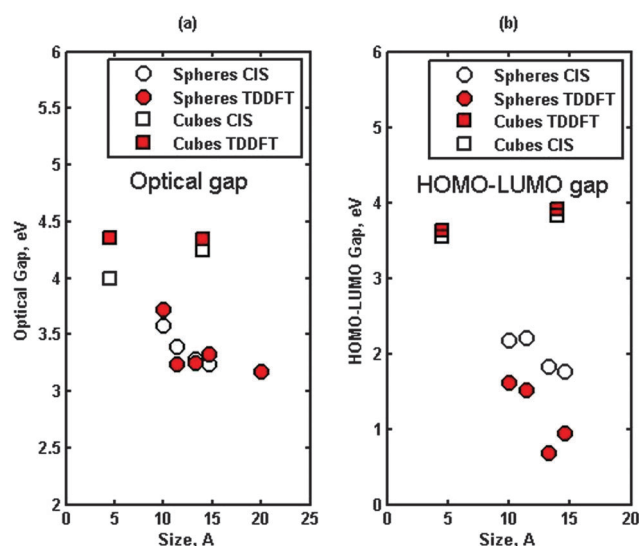 (a)
Optical Gap, eV
6
5.5
5
4.5
4
3.5
3
2.5
2
Spheres CIS
Spheres TDDFT
Cubes CIS
Cubes TDDFT
Optical gap
0 5 10 15 20 25
Size, A
(b)
HOMO-LUMO Gap, eV
6
5
4
3
2
1
0
Spheres CIS
Spheres TDDFT
Cubes TDDFT
Cubes CIS
HOMO-LUMO gap
0 5 10 15 20
Size, A